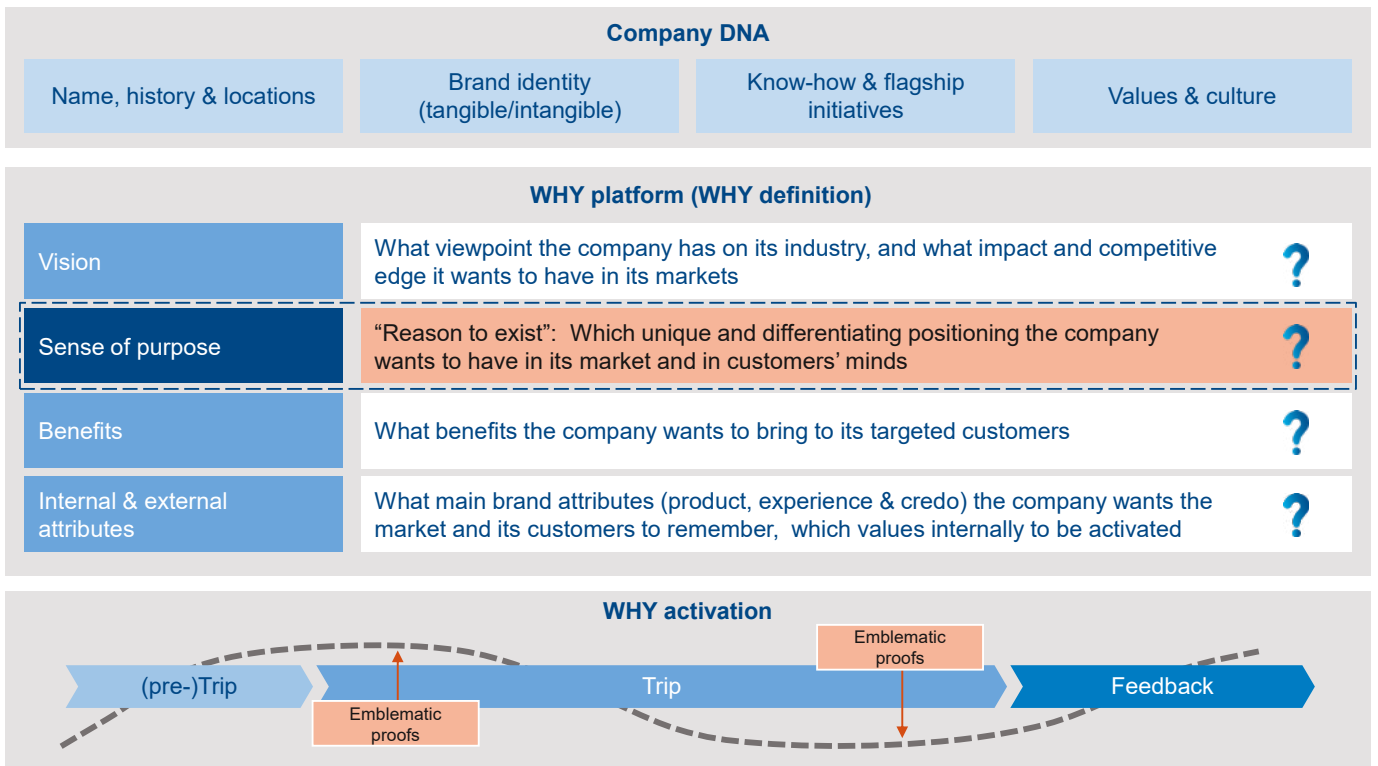 Company DNA
Name, history & locations
Brand identity
(tangible/intangible)
Know-how & flagship
initiatives
Values & culture
WHY platform (WHY definition)
Vision
What viewpoint the company has on its industry, and what impact and competitive
edge it wants to have in its markets
?
Sense of purpose
“Reason to exist”:  Which unique and differentiating positioning the company
wants to have in its market and in customers’ minds
?
Benefits
What benefits the company wants to bring to its targeted customers
?
Internal & external
attributes
What main brand attributes (product, experience & credo) the company wants the
market and its customers to remember,  which values internally to be activated
?
WHY activation
Emblematic
proofs
(pre-)Trip
Trip
Feedback
Emblematic
proofs